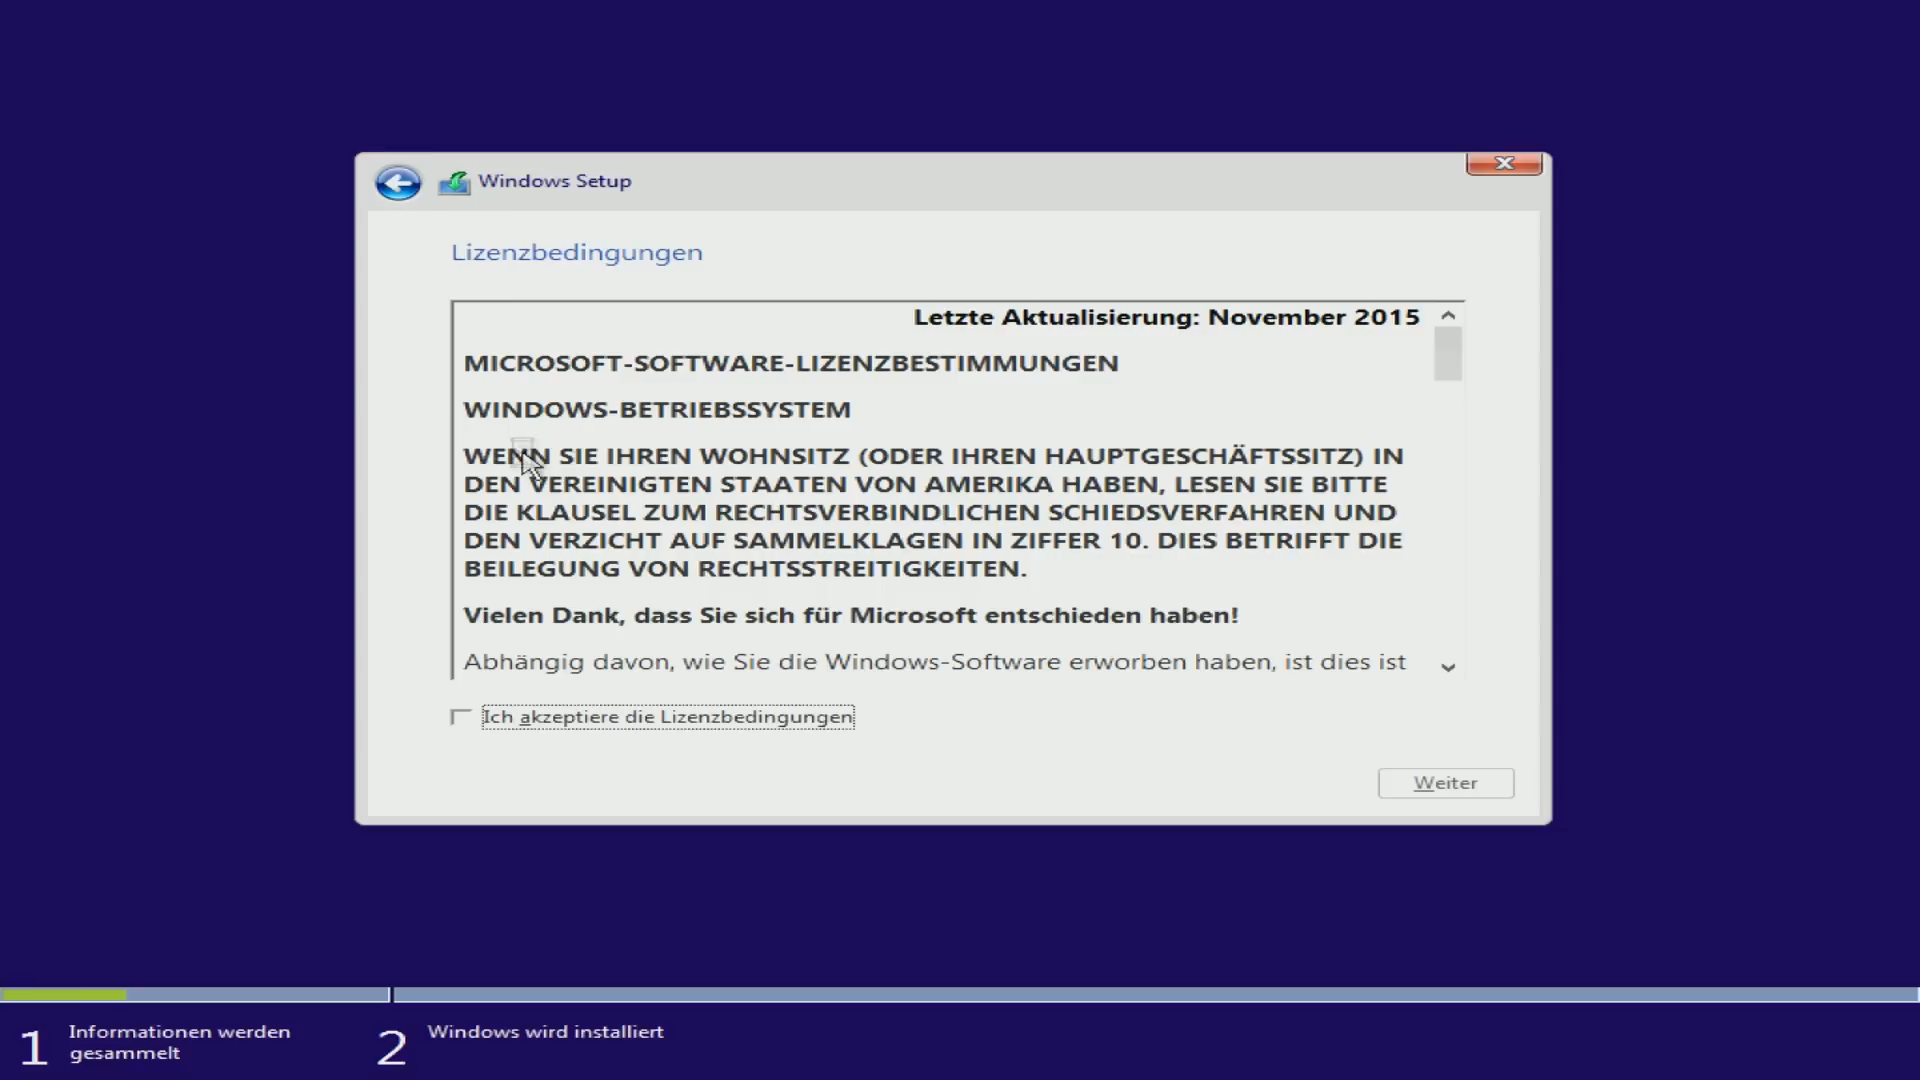 Windows Setup
Lizenzbedingungen
Letzte Aktualisierung: November 2015
MICROSOFT-SOFTWARE-LIZENZBESTIMMUNGEN
WINDOWS-BETRIEBSSYSTEM
WENN SIE IHREN WOHNSITZ (ODER IHREN HAUPTGESCHÄFTSSITZ) IN
DEN VEREINIGTEN STAATEN VON AMERIKA HABEN, LESEN SIE BITTE
DIE KLAUSEL ZUM RECHTSVERBINDLICHEN SCHIEDSVERFAHREN UND
DEN VERZICHT AUF SAMMELKLAGEN IN ZIFFER 10. DIES BETRIFFT DIE
BEILEGUNG VON RECHTSSTREITIGKEITEN.
Vielen Dank, dass Sie sich für Microsoft entschieden haben!
Abhängig davon, wie Sie die Windows-Software erworben haben, ist dies ist
Ich akzeptiere die Lizenzbedingungen
Weiter
1 Informationen werden
gesammelt
2 Windows wird installiert